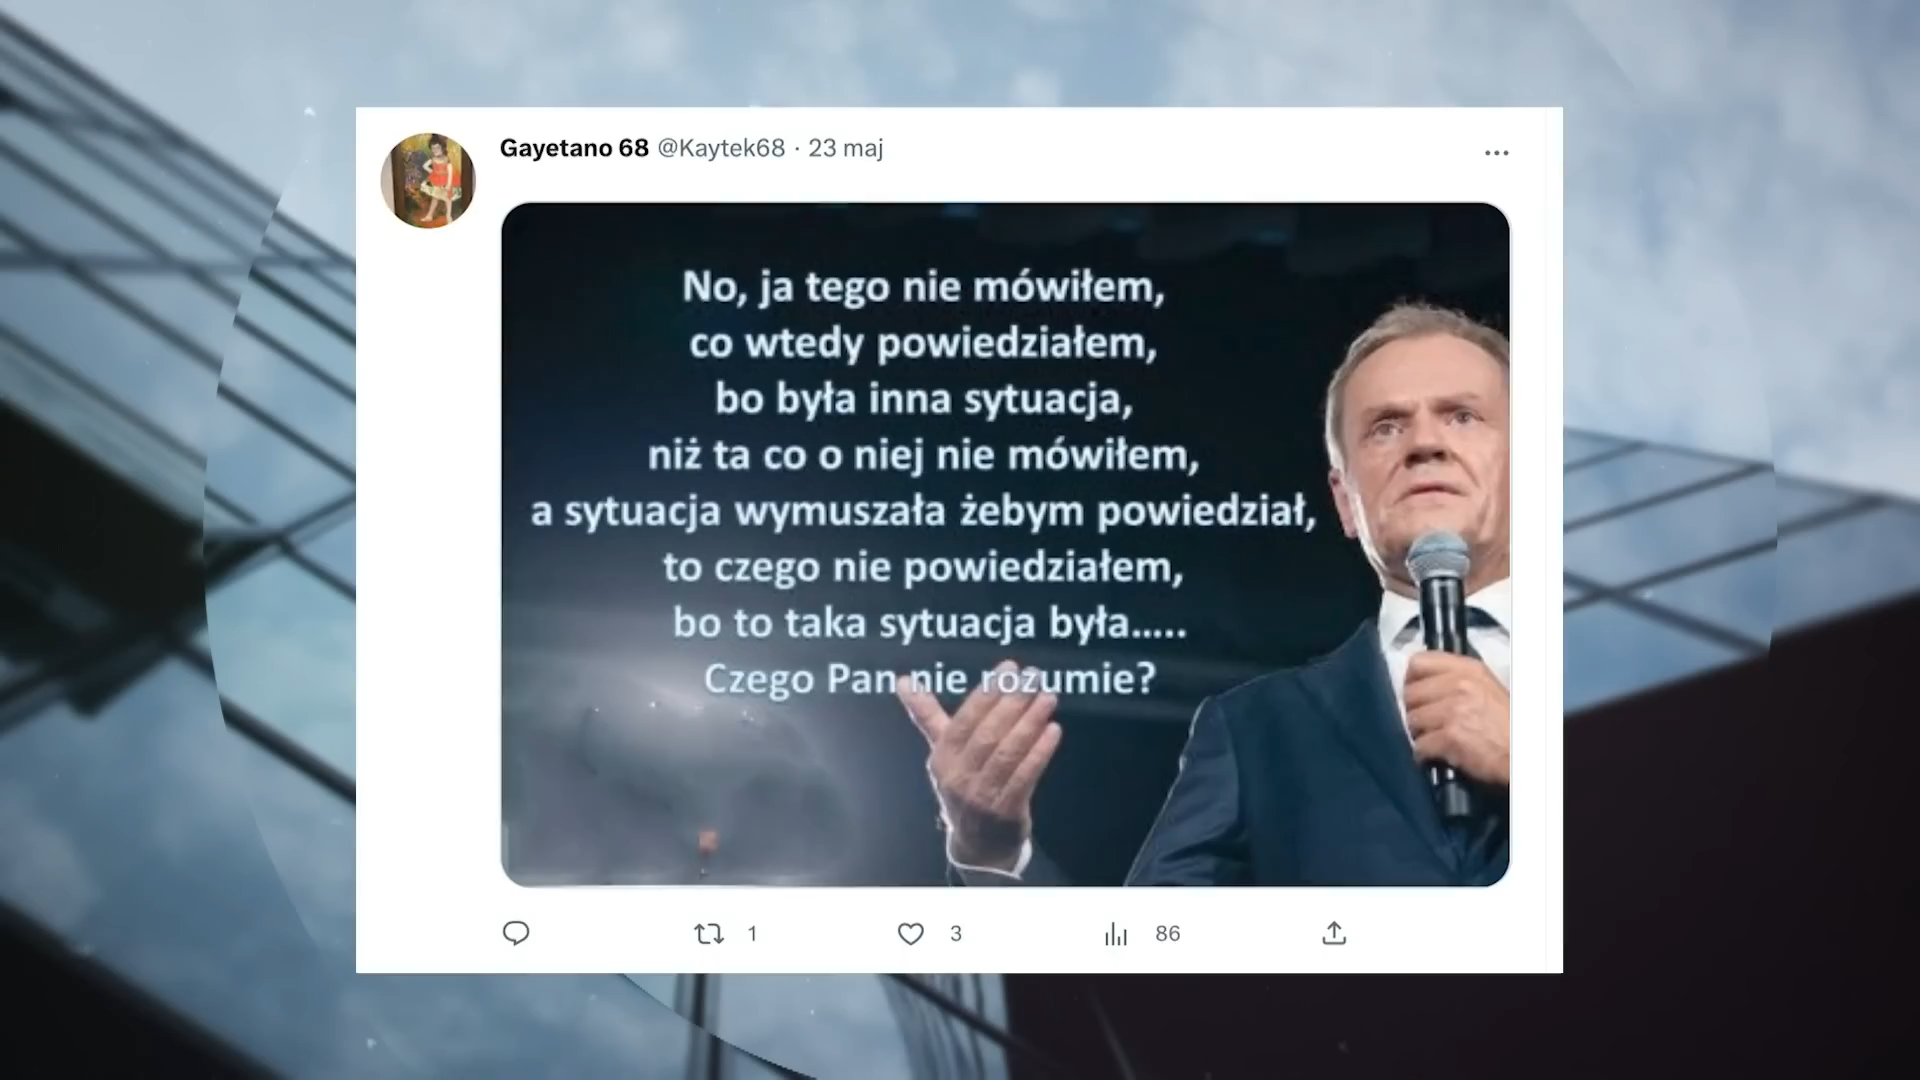 Gayetano 68 @Kaytek68 · 23 maj
No, ja tego nie mówiłem,
co wtedy powiedziałem,
bo była inna sytuacja,
niż ta co o niej nie mówiłem,
a sytuacja wymuszała żebym powiedział,
to czego nie powiedziałem,
bo to taka sytuacja była.....
Czego Pan nie rozumie?
1 3 86